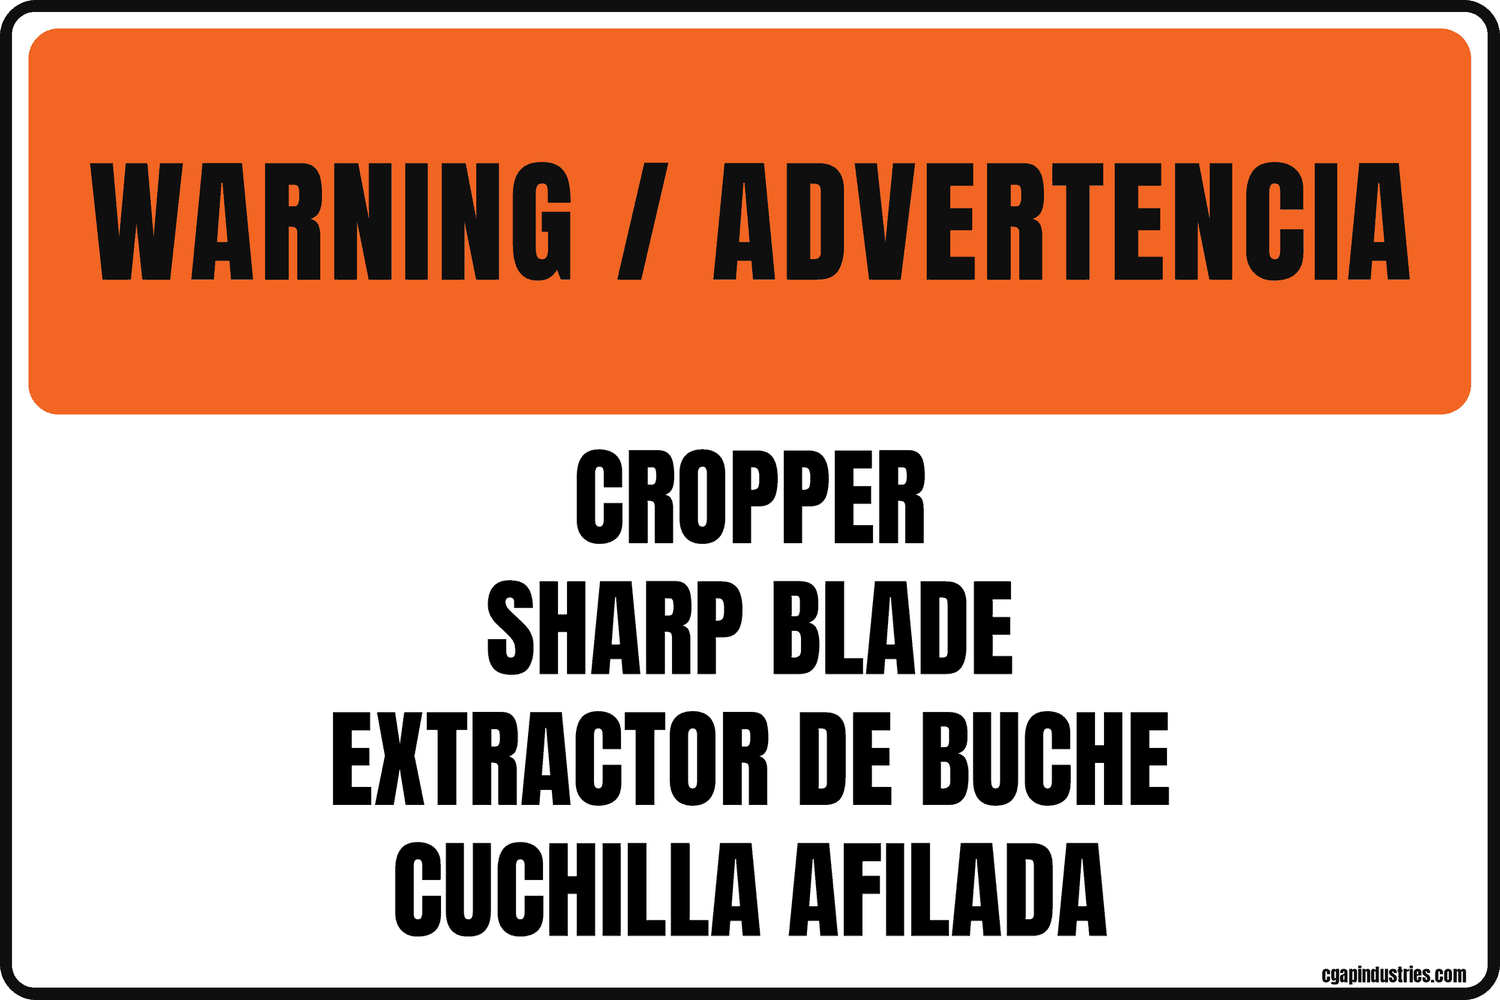 WARNING / ADVERTENCIA
CROPPER
SHARP BLADE
EXTRACTOR DE BUCHE
CUCHILLA AFILADA
cgapindustries.com